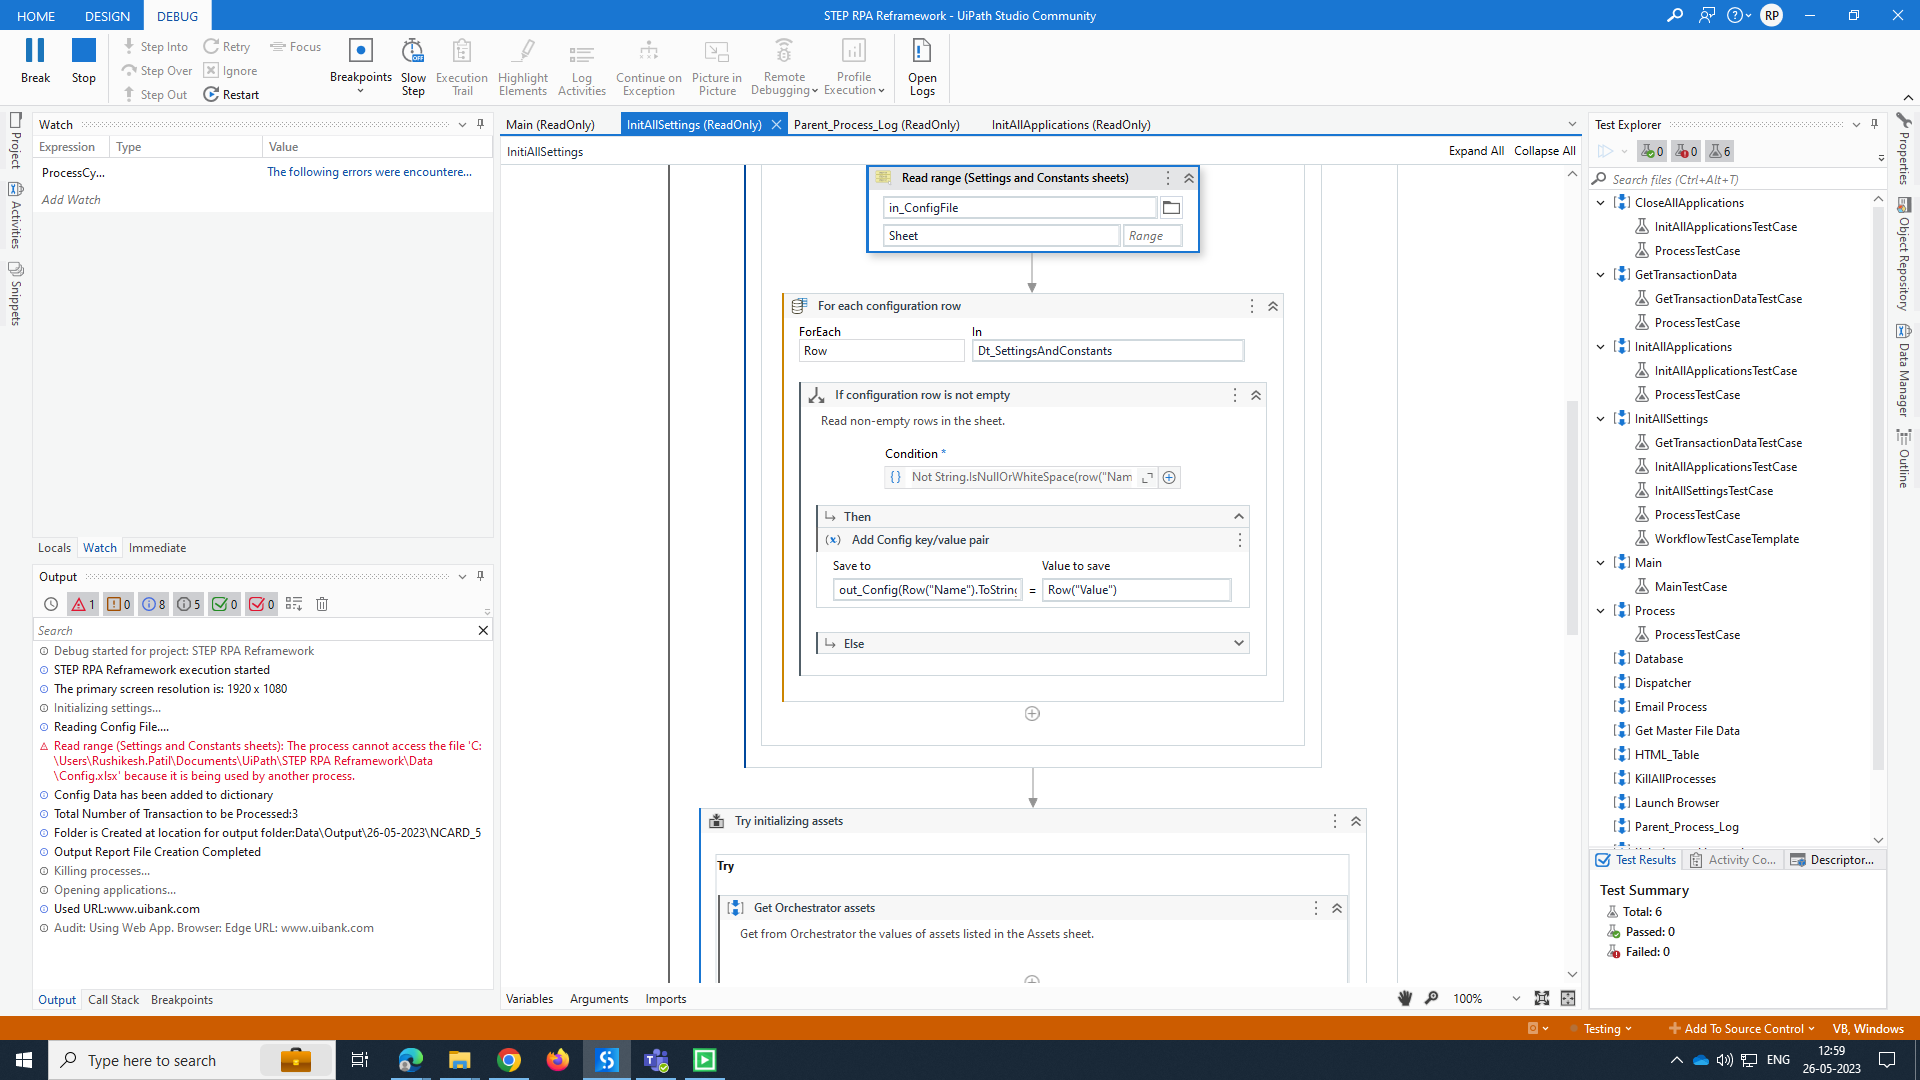 HOME DESIGN DEBUG STEP RPA Reframework - UiPath Studio Community RP
Break Stop
Step Into Retry Focus
Step Over Ignore
Step Out Restart
Breakpoints Slow Step Execution Trail Highlight Elements Log Activities Continue on Exception Picture in Picture Remote Debugging Profile Execution Open Logs
Project
Activities
Snippets
Watch
Expression Type Value
ProcessCy... The following errors were encountere...
Add Watch
Locals Watch Immediate
Output
1 0 8 5 0 0
Search
Debug started for project: STEP RPA Reframework
STEP RPA Reframework execution started
The primary screen resolution is: 1920 x 1080
Initializing settings...
Reading Config File....
Read range (Settings and Constants sheets): The process cannot access the file 'C:
\Users\Rushikesh.Patil\Documents\UiPath\STEP RPA Reframework\Data
\Config.xlsx' because it is being used by another process.
Config Data has been added to dictionary
Total Number of Transaction to be Processed:3
Folder is Created at location for output folder:Data\Output\26-05-2023\NCARD_5
Output Report File Creation Completed
Killing processes...
Opening applications...
Used URL:www.uibank.com
Audit: Using Web App. Browser: Edge URL: www.uibank.com
Output Call Stack Breakpoints
Main (ReadOnly) InitAllSettings (ReadOnly) Parent_Process_Log (ReadOnly) InitAllApplications (ReadOnly)
InitiAllSettings Expand All Collapse All
Read range (Settings and Constants sheets)
in_ConfigFile
Sheet Range
For each configuration row
ForEach In
Row Dt_SettingsAndConstants
If configuration row is not empty
Read non-empty rows in the sheet.
Condition *
Not String.IsNullOrWhiteSpace(row("Nam
Then
(x) Add Config key/value pair
Save to Value to save
out_Config(Row("Name").ToString = Row("Value")
Else
Try initializing assets
Try
Get Orchestrator assets
Get from Orchestrator the values of assets listed in the Assets sheet.
Variables Arguments Imports 100%
Test Explorer
0 0 6
Search files (Ctrl+Alt+T)
CloseAllApplications
InitAllApplicationsTestCase
ProcessTestCase
GetTransactionData
GetTransactionDataTestCase
ProcessTestCase
InitAllApplications
InitAllApplicationsTestCase
ProcessTestCase
InitAllSettings
GetTransactionDataTestCase
InitAllApplicationsTestCase
InitAllSettingsTestCase
ProcessTestCase
WorkflowTestCaseTemplate
Main
MainTestCase
Process
ProcessTestCase
Database
Dispatcher
Email Process
Get Master File Data
HTML_Table
KillAllProcesses
Launch Browser
Parent_Process_Log
Test Results Activity Co... Descriptor...
Test Summary
Total: 6
Passed: 0
Failed: 0
Properties
Object Repository
Data Manager
Outline
Testing Add To Source Control VB, Windows
Type here to search ENG 12:59
26-05-2023